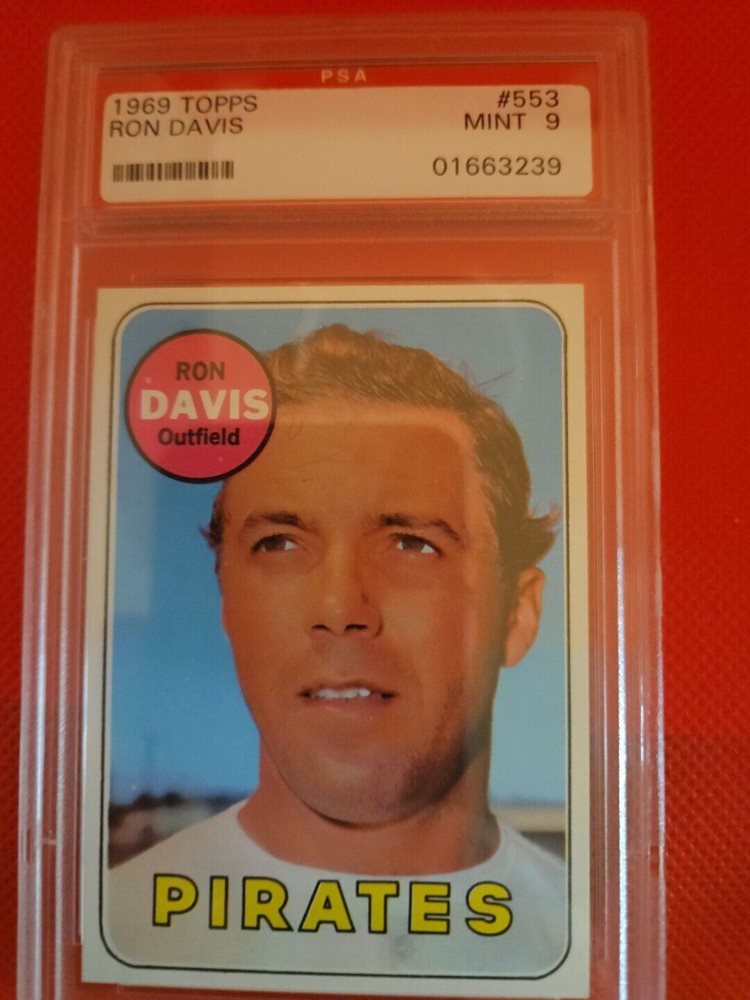 PSA
1969 TOPPS #553
RON DAVIS MINT 9
01663239
RON
DAVIS
Outfield
PIRATES